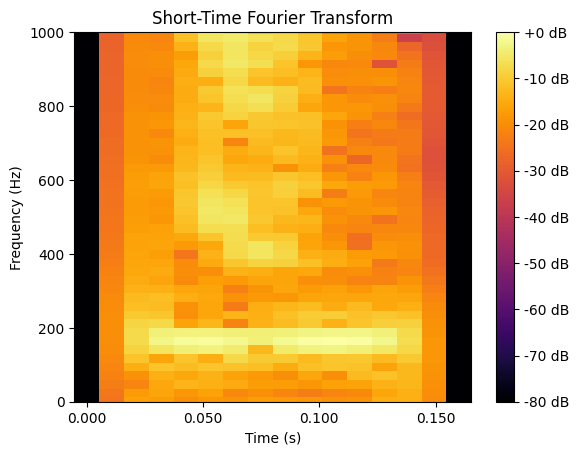 Short-Time Fourier Transform
1000
800
600
400
200
0
Frequency (Hz)
0.000
0.050
0.100
0.150
Time (s)
+0 dB
-10 dB
-20 dB
-30 dB
-40 dB
-50 dB
-60 dB
-70 dB
-80 dB